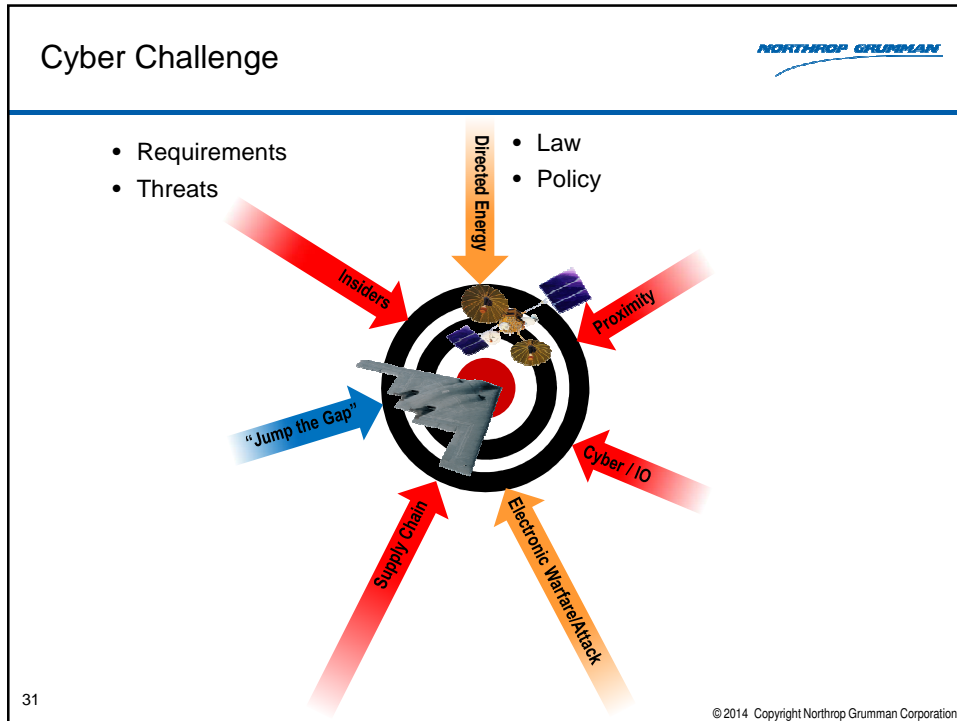 Cyber Challenge
NORTHROP GRUMMAN
• Requirements
• Threats
• Law
• Policy
Directed Energy
Insiders
Proximity
"Jump the Gap"
Cyber / IO
Supply Chain
Electronic Warfare/Attack
31
© 2014 Copyright Northrop Grumman Corporation